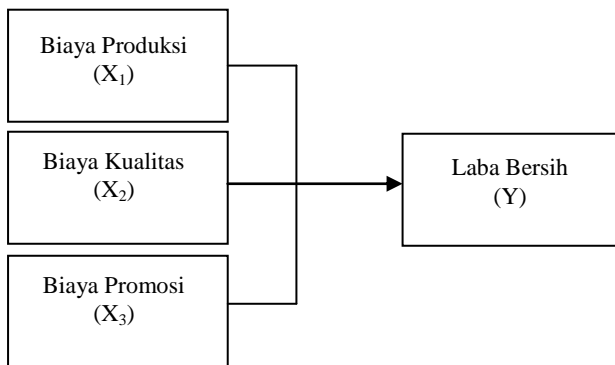 Biaya Produksi
(X₁)
Biaya Kualitas
(X₂)
Laba Bersih
(Y)
Biaya Promosi
(X₃)